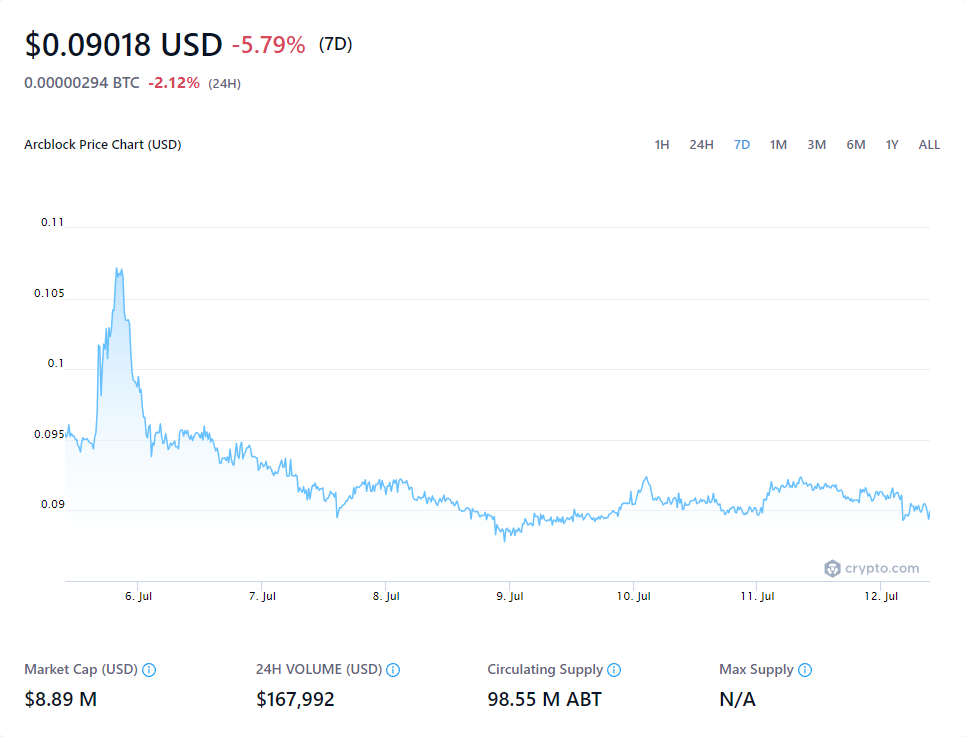 $0.09018 USD -5.79% (7D)
0.00000294 BTC -2.12% (24H)
Arcblock Price Chart (USD) 1H 24H 7D 1M 3M 6M 1Y ALL
0.11
0.105
0.1
0.095
0.09
crypto.com
6. Jul 7. Jul 8. Jul 9. Jul 10. Jul 11. Jul 12. Jul
Market Cap (USD) 24H VOLUME (USD) Circulating Supply Max Supply
$8.89 M $167,992 98.55 M ABT N/A